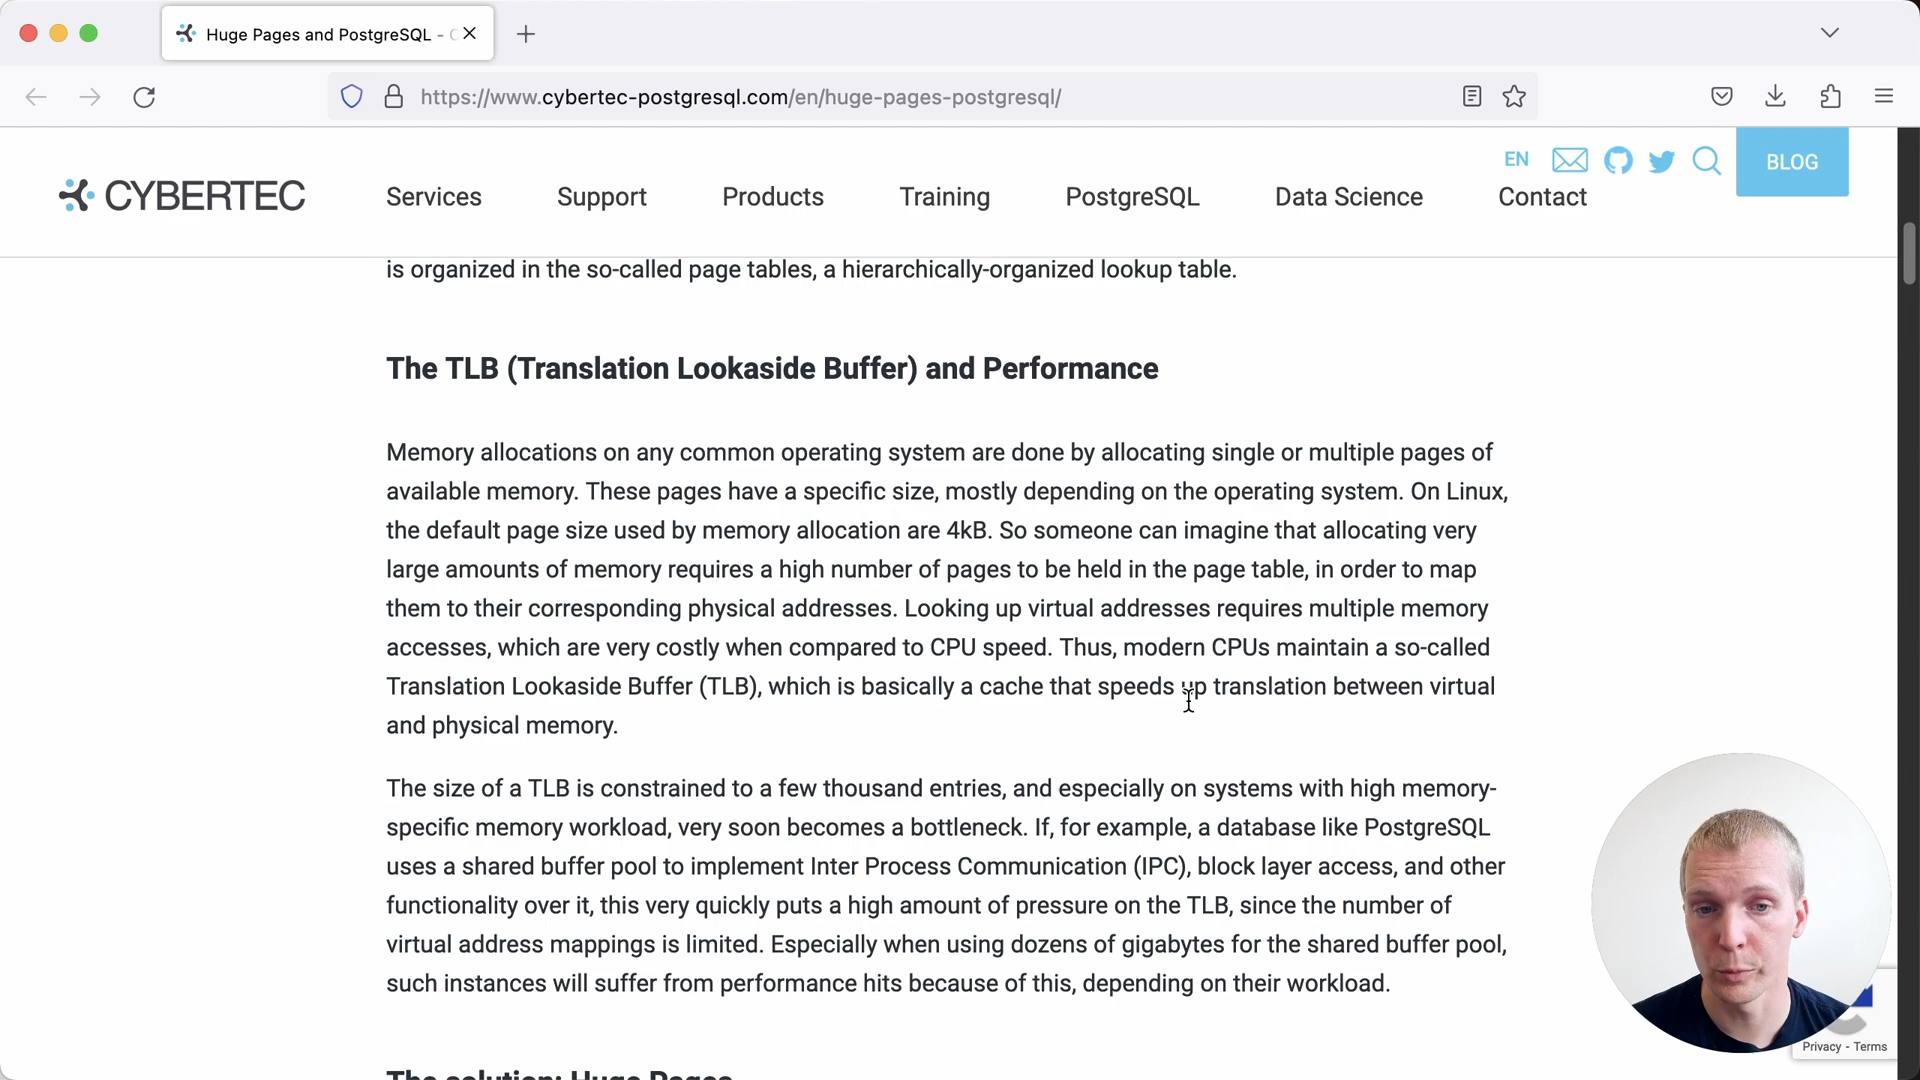 Huge Pages and PostgreSQL -
https://www.cybertec-postgresql.com/en/huge-pages-postgresql/
EN
BLOG
CYBERTEC
Services
Support
Products
Training
PostgreSQL
Data Science
Contact
is organized in the so-called page tables, a hierarchically-organized lookup table.
The TLB (Translation Lookaside Buffer) and Performance
Memory allocations on any common operating system are done by allocating single or multiple pages of
available memory. These pages have a specific size, mostly depending on the operating system. On Linux,
the default page size used by memory allocation are 4kB. So someone can imagine that allocating very
large amounts of memory requires a high number of pages to be held in the page table, in order to map
them to their corresponding physical addresses. Looking up virtual addresses requires multiple memory
accesses, which are very costly when compared to CPU speed. Thus, modern CPUs maintain a so-called
Translation Lookaside Buffer (TLB), which is basically a cache that speeds up translation between virtual
and physical memory.
The size of a TLB is constrained to a few thousand entries, and especially on systems with high memory-
specific memory workload, very soon becomes a bottleneck. If, for example, a database like PostgreSQL
uses a shared buffer pool to implement Inter Process Communication (IPC), block layer access, and other
functionality over it, this very quickly puts a high amount of pressure on the TLB, since the number of
virtual address mappings is limited. Especially when using dozens of gigabytes for the shared buffer pool,
such instances will suffer from performance hits because of this, depending on their workload.
The solution: Huge Pages
Privacy - Terms